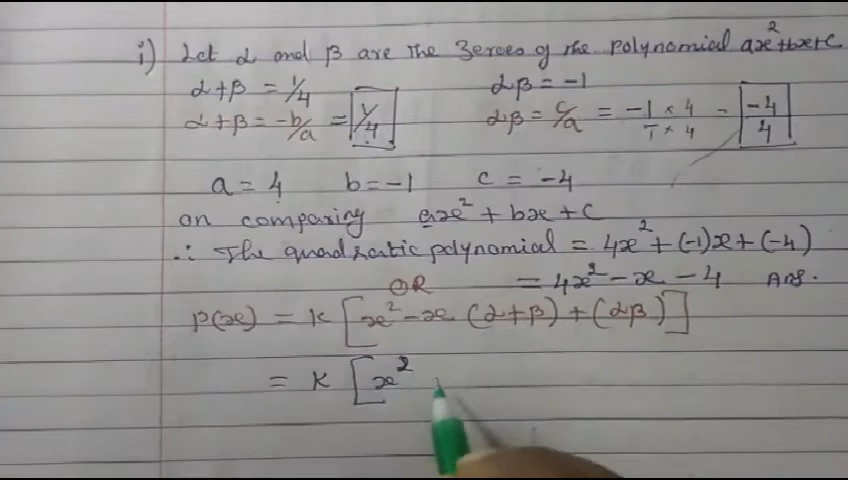 i) Let α and β are the zeroes of the polynomial ax²+bx+c
α+β = 1/4 αβ = -1
α+β = -b/a = 1/4 αβ = c/a = -1 × 4 / 1 × 4 = -4/4
a = 4 b = -1 c = -4
on comparing ax² + bx + c
∴ The quadratic polynomial = 4x² + (-1)x + (-4)
= 4x² - x - 4 Ans.
OR
p(x) = K [x² - x (α+β) + (αβ)]
= K [x²